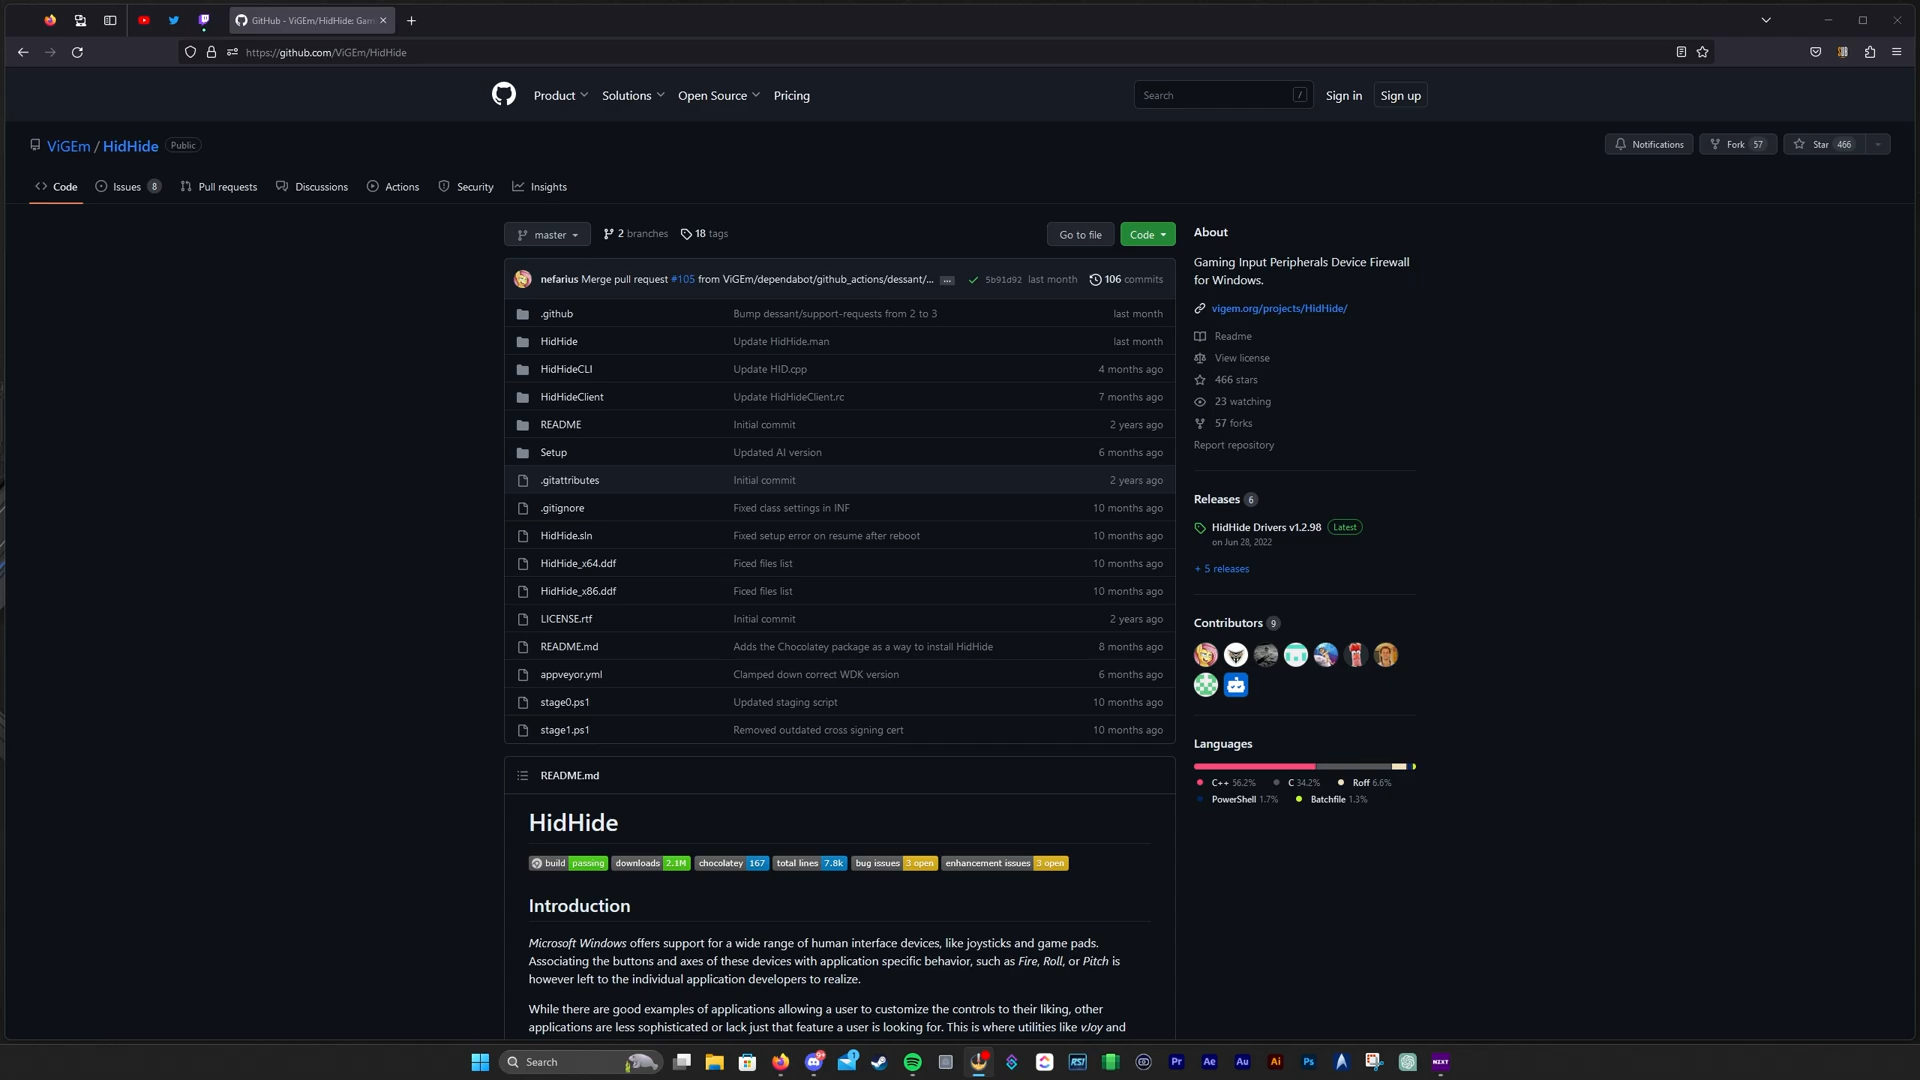 GitHub - ViGEm/HidHide: Gam
https://github.com/ViGEm/HidHide
Product
Solutions
Open Source
Pricing
Search
/
Sign in
Sign up
ViGEm / HidHide
Public
Notifications
Fork 57
Star 466
Code
Issues 8
Pull requests
Discussions
Actions
Security
Insights
master
2 branches
18 tags
Go to file
Code
nefarius Merge pull request #105 from ViGEm/dependabot/github_actions/dessant/... ... 5b91d92 last month 106 commits
.github Bump dessant/support-requests from 2 to 3 last month
HidHide Update HidHide.man last month
HidHideCLI Update HID.cpp 4 months ago
HidHideClient Update HidHideClient.rc 7 months ago
README Initial commit 2 years ago
Setup Updated AI version 6 months ago
.gitattributes Initial commit 2 years ago
.gitignore Fixed class settings in INF 10 months ago
HidHide.sln Fixed setup error on resume after reboot 10 months ago
HidHide_x64.ddf Ficed files list 10 months ago
HidHide_x86.ddf Ficed files list 10 months ago
LICENSE.rtf Initial commit 2 years ago
README.md Adds the Chocolatey package as a way to install HidHide 8 months ago
appveyor.yml Clamped down correct WDK version 6 months ago
stage0.ps1 Updated staging script 10 months ago
stage1.ps1 Removed outdated cross signing cert 10 months ago
README.md
HidHide
build passing downloads 2.1M chocolatey 167 total lines 7.8k bug issues 3 open enhancement issues 3 open
Introduction
Microsoft Windows offers support for a wide range of human interface devices, like joysticks and game pads.
Associating the buttons and axes of these devices with application specific behavior, such as Fire, Roll, or Pitch is
however left to the individual application developers to realize.
While there are good examples of applications allowing a user to customize the controls to their liking, other
applications are less sophisticated or lack just that feature a user is looking for. This is where utilities like vJoy and
About
Gaming Input Peripherals Device Firewall
for Windows.
vigem.org/projects/HidHide/
Readme
View license
466 stars
23 watching
57 forks
Report repository
Releases 6
HidHide Drivers v1.2.98 Latest
on Jun 28, 2022
+ 5 releases
Contributors 9
Languages
C++ 56.2% C 34.2% Roff 6.6%
PowerShell 1.7% Batchfile 1.3%
Search
RSI
Pr
Ae
Au
Ai
Ps